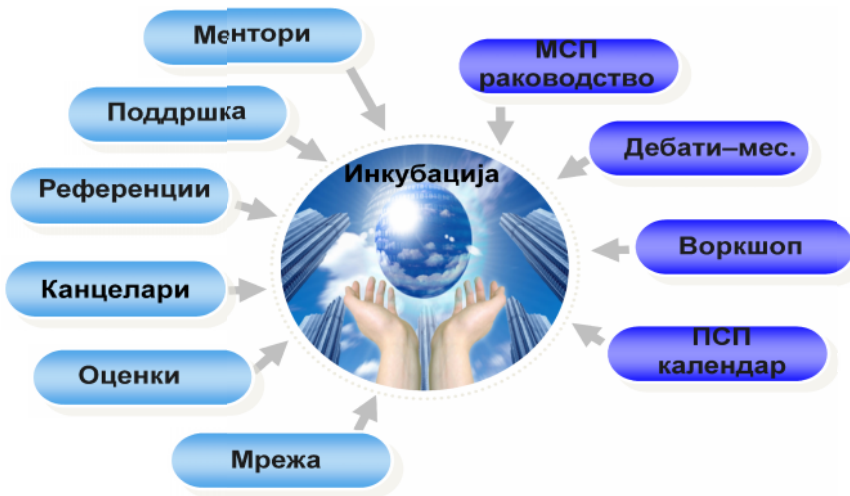 Ментори
Поддршка
Референции
Канцелари
Оценки
Мрежа
Инкубација
МСП
раководство
Дебати–мес.
Воркшоп
ПСП
календар